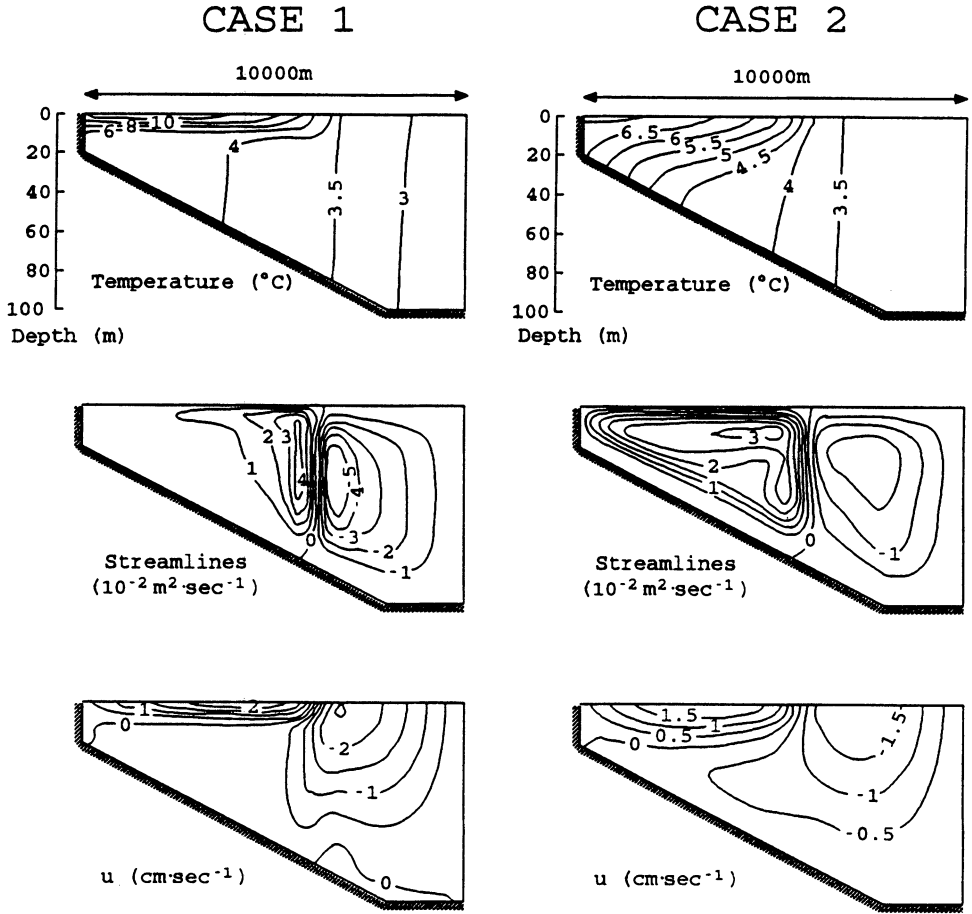 CASE 1
CASE 2
10000m
10000m
0
20
40
60
80
100
Depth (m)
6 8 10
4
3.5
3
Temperature (°C)
0
20
40
60
80
100
Depth (m)
6.5 6 5.5 5 4.5
4
3.5
Temperature (°C)
1
2 3
4
0
-5
-4
-3
-2
-1
Streamlines
(10⁻² m²·sec⁻¹)
3
2
1
0
-1
Streamlines
(10⁻² m²·sec⁻¹)
1
2
0
-2
-1
0
u (cm·sec⁻¹)
1.5
0.5 1
0
-1.5
-1
-0.5
u (cm·sec⁻¹)